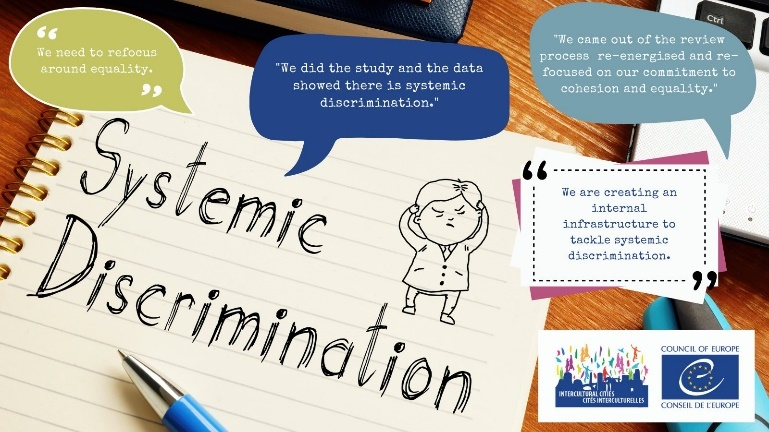 “
We need to refocus
around equality.
”
"We did the study and the data
showed there is systemic
discrimination."
"We came out of the review
process re-energised and re-
focused on our commitment to
cohesion and equality."
Ctrl
“
We are creating an
internal
infrastructure to
tackle systemic
discrimination.
”
Systemic
Discrimination
INTERCULTURAL CITIES
CITÉS INTERCULTURELLES
COUNCIL OF EUROPE
CONSEIL DE L'EUROPE